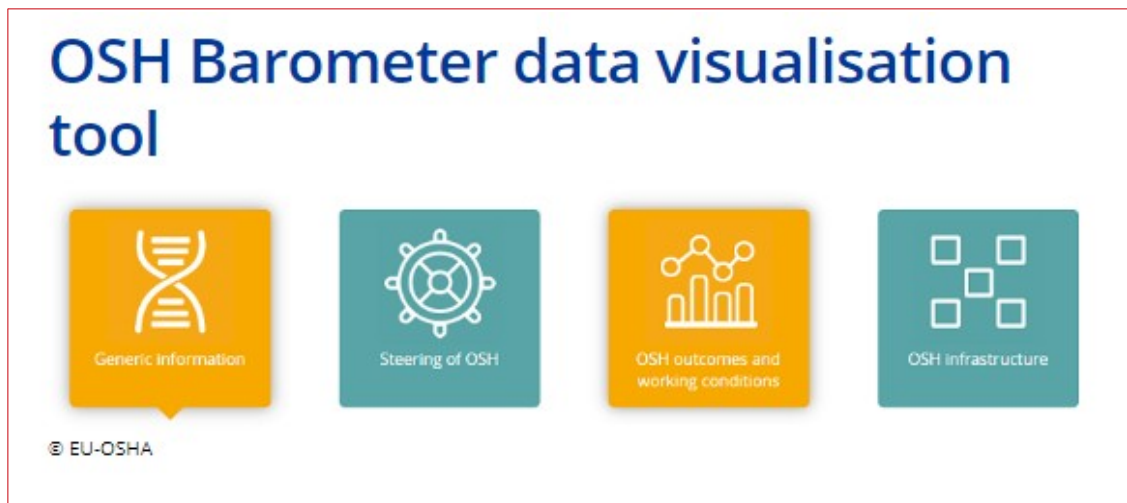 OSH Barometer data visualisation
tool
Generic information
Steering of OSH
OSH outcomes and
working conditions
OSH infrastructure
© EU-OSHA